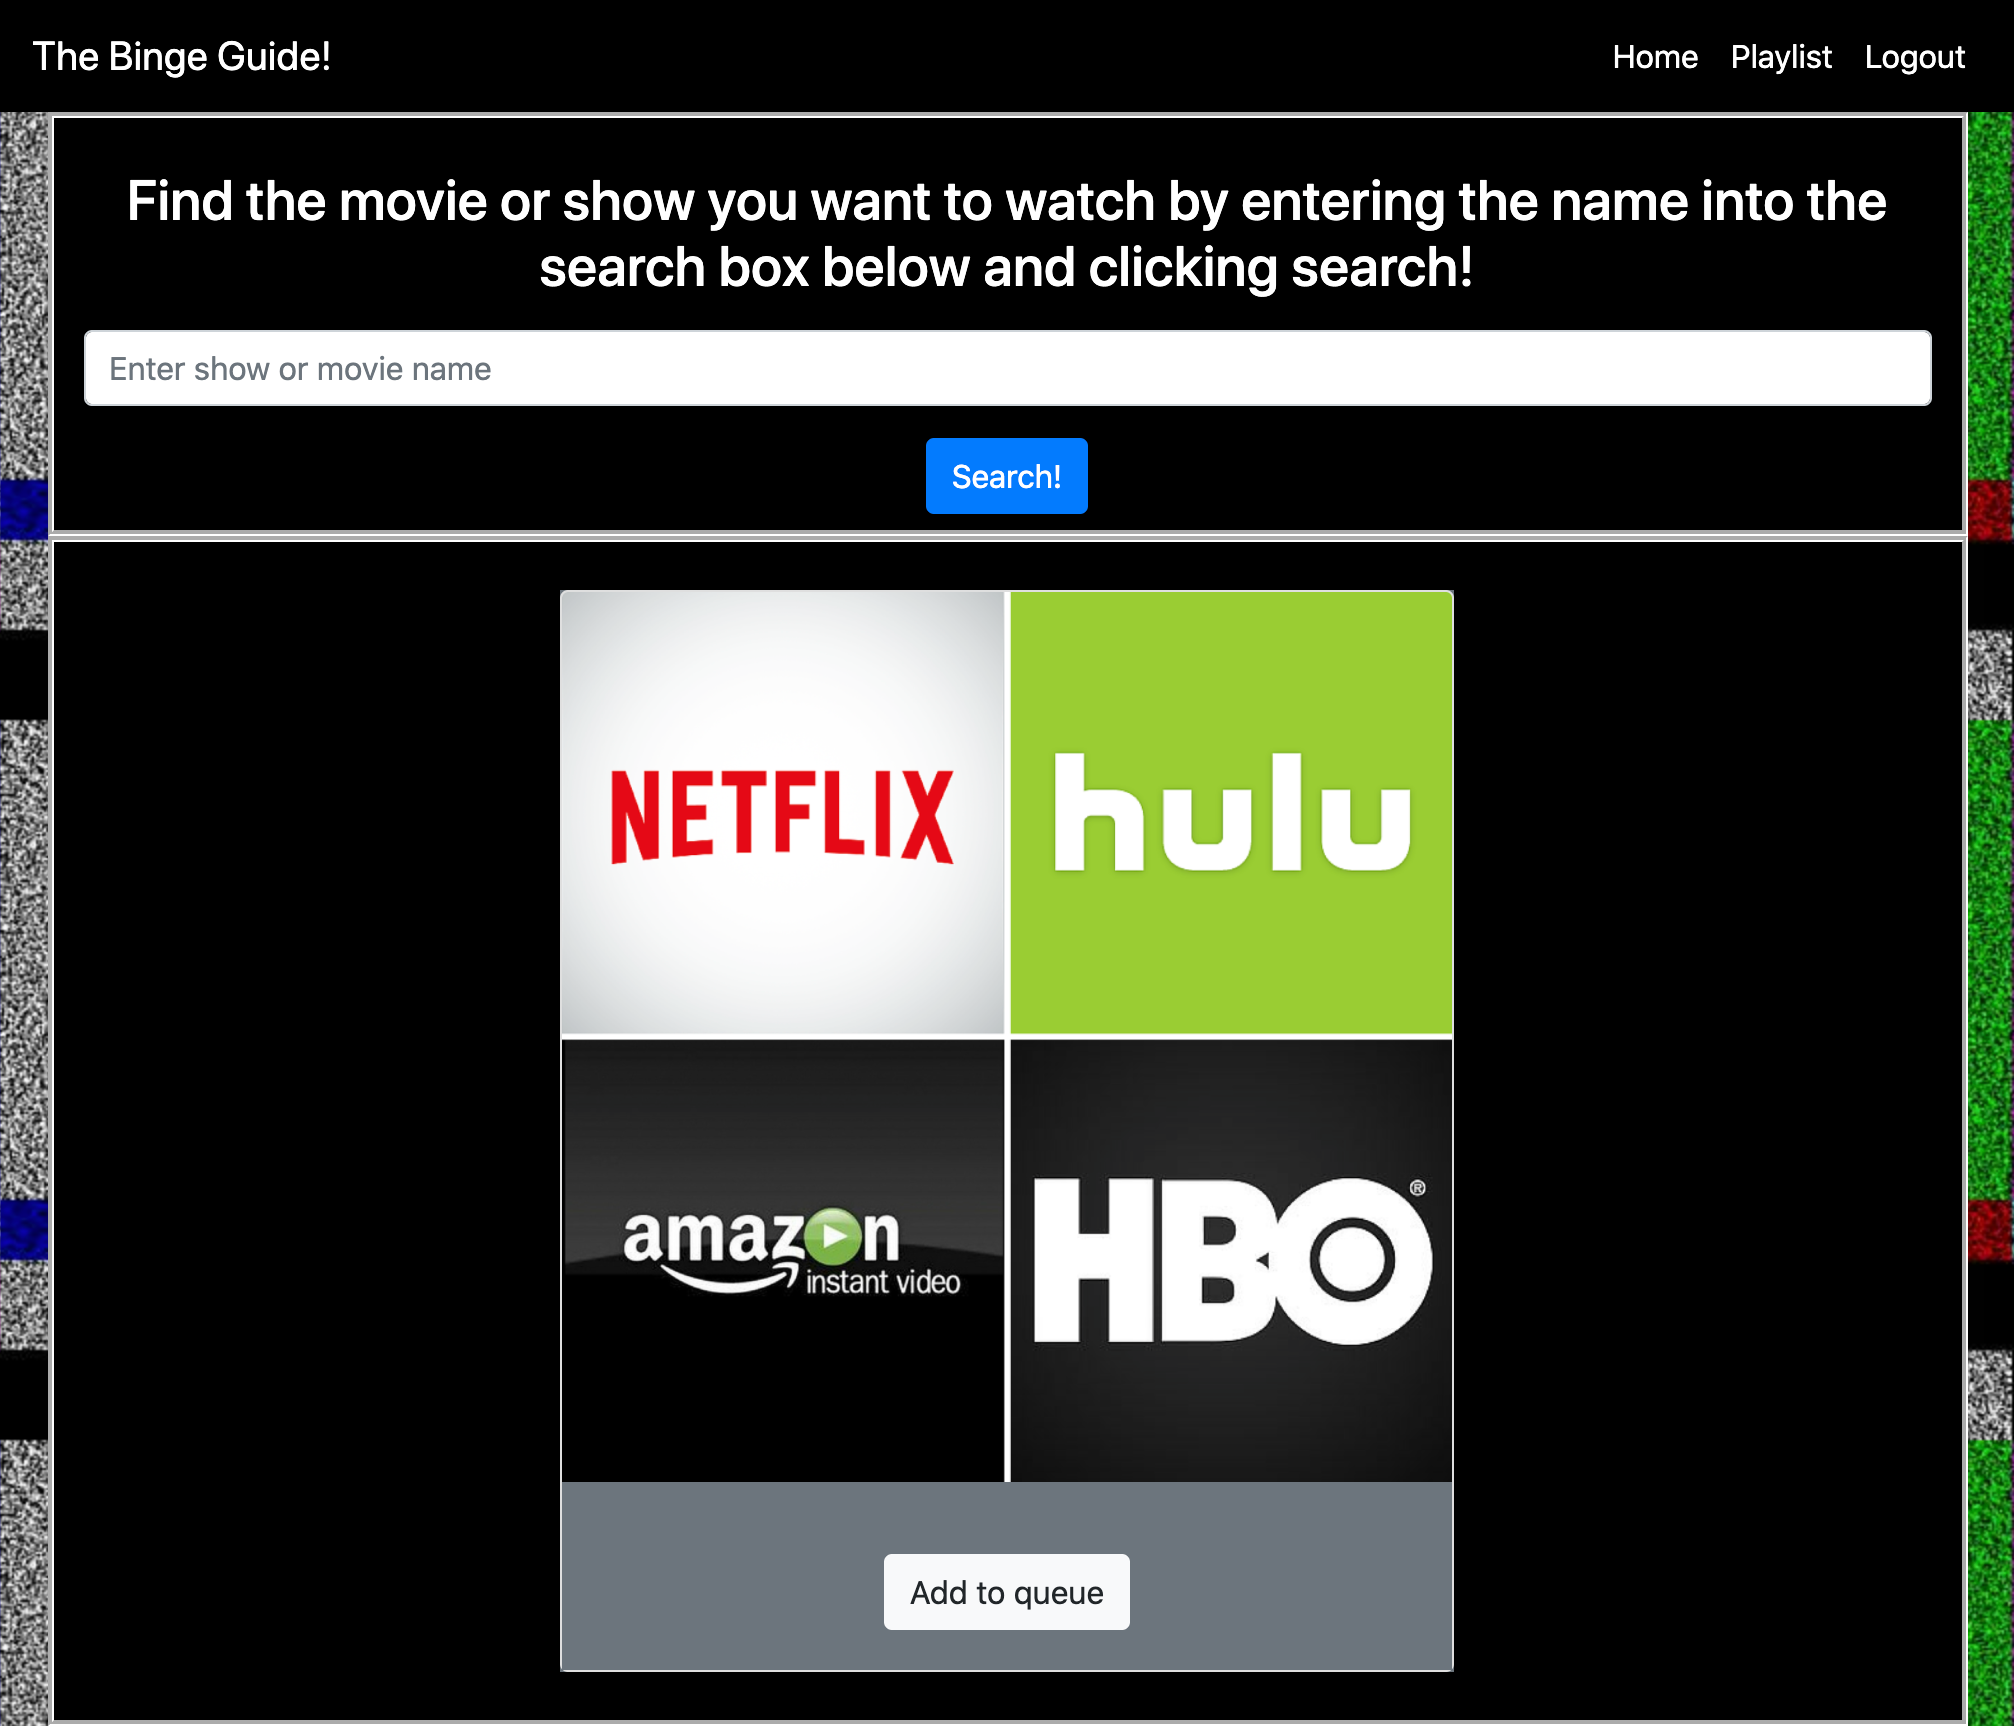 The Binge Guide!
Home Playlist Logout
Find the movie or show you want to watch by entering the name into the
search box below and clicking search!
Enter show or movie name
Search!
NETFLIX
hulu
amazon
instant video
HBO®
Add to queue